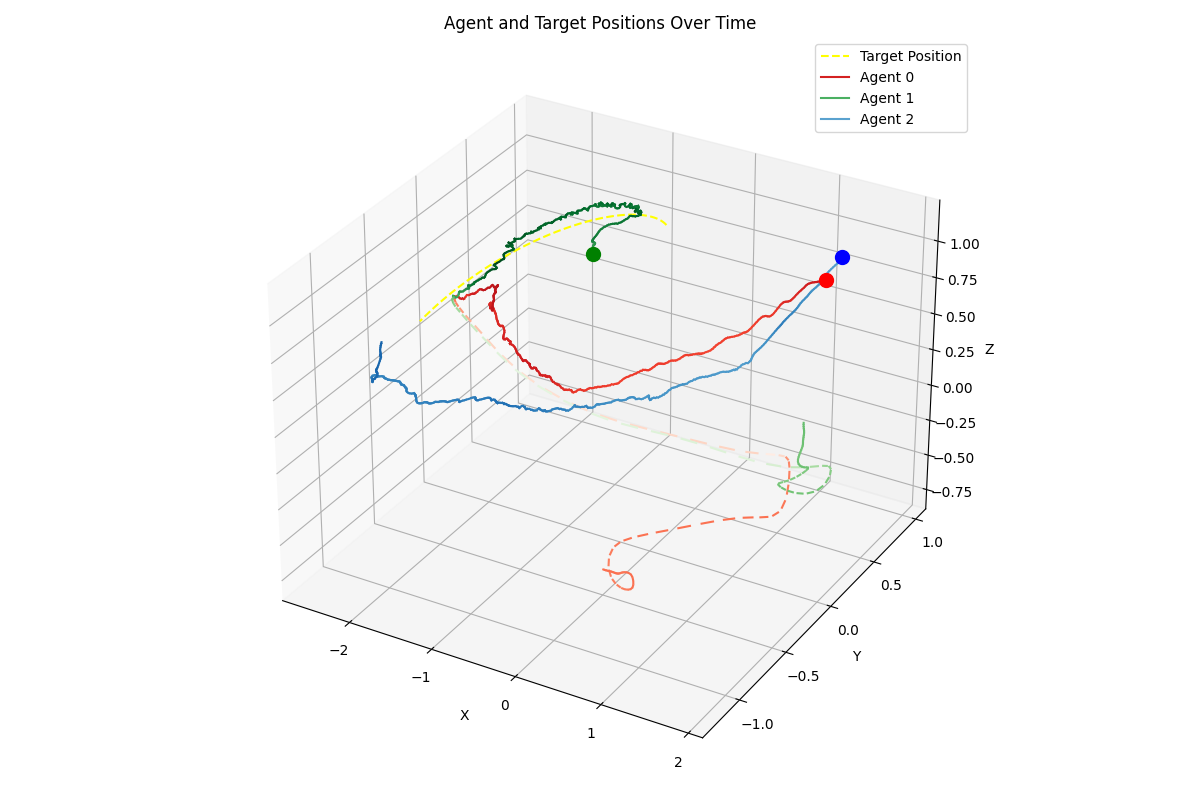 Agent and Target Positions Over Time
Target Position
Agent 0
Agent 1
Agent 2
1.00
0.75
0.50
0.25
0.00
−0.25
−0.50
−0.75
Z
1.0
0.5
0.0
−0.5
−1.0
Y
−2
−1
0
1
2
X